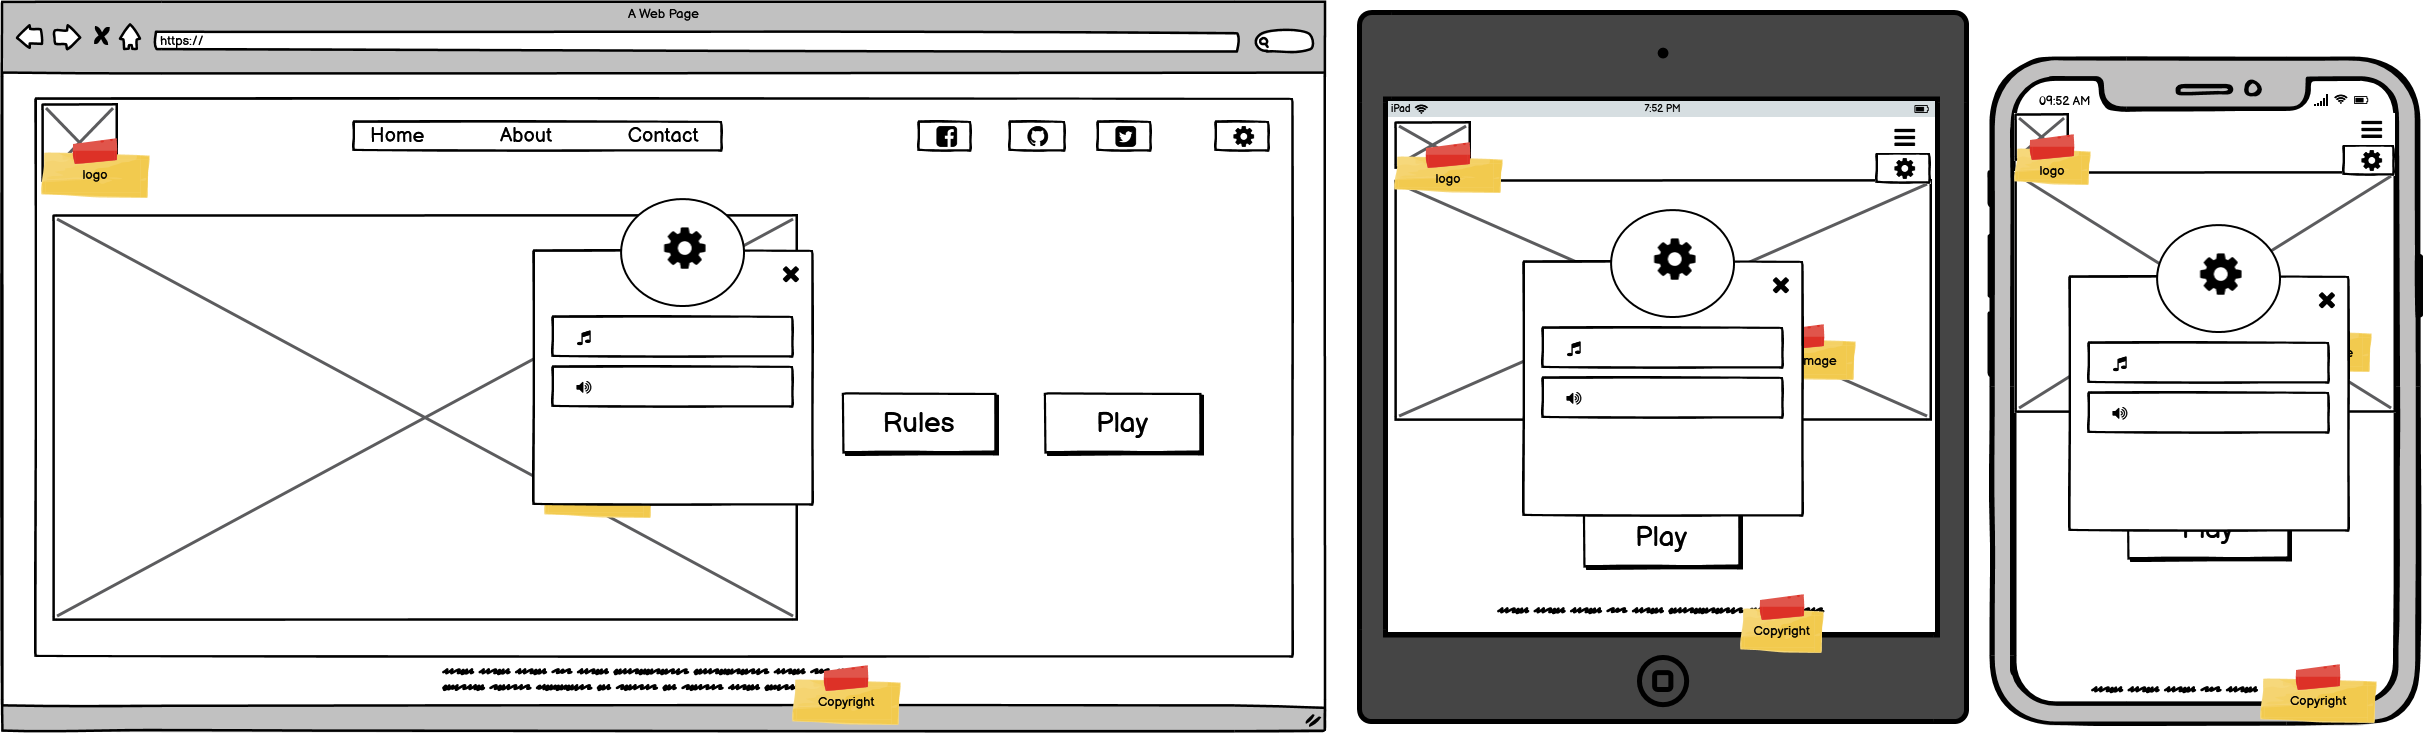 A Web Page
https://
Home About Contact
logo
Rules Play
Copyright
iPad 7:52 PM
logo
mage
Play
Copyright
09:52 AM
logo
e
Play
Copyright